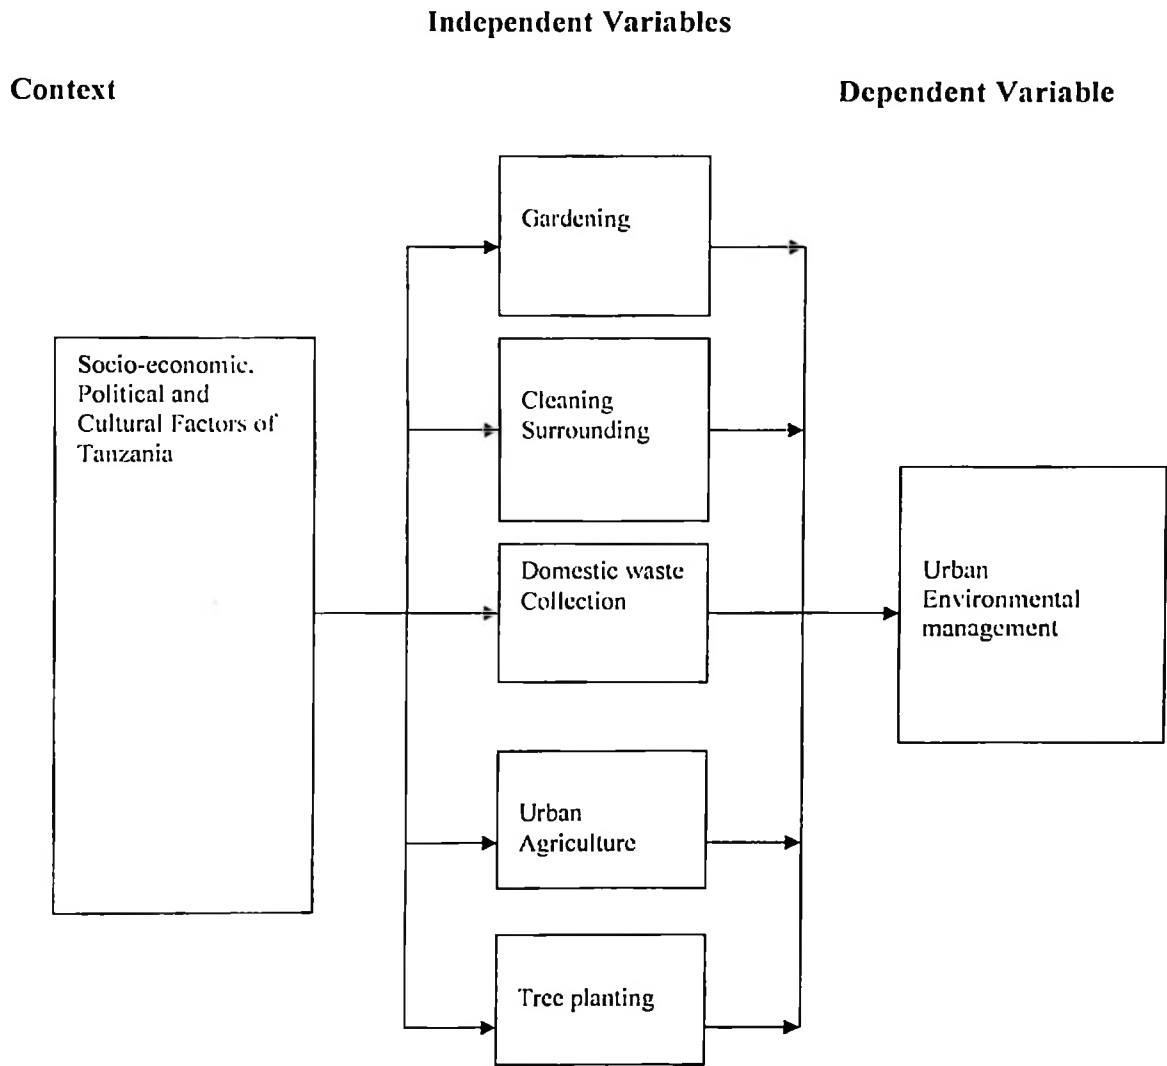 Independent Variables
Context
Dependent Variable
Gardening
Socio-economic,
Political and
Cultural Factors of
Tanzania
Cleaning
Surrounding
Domestic waste
Collection
Urban
Environmental
management
Urban
Agriculture
Tree planting